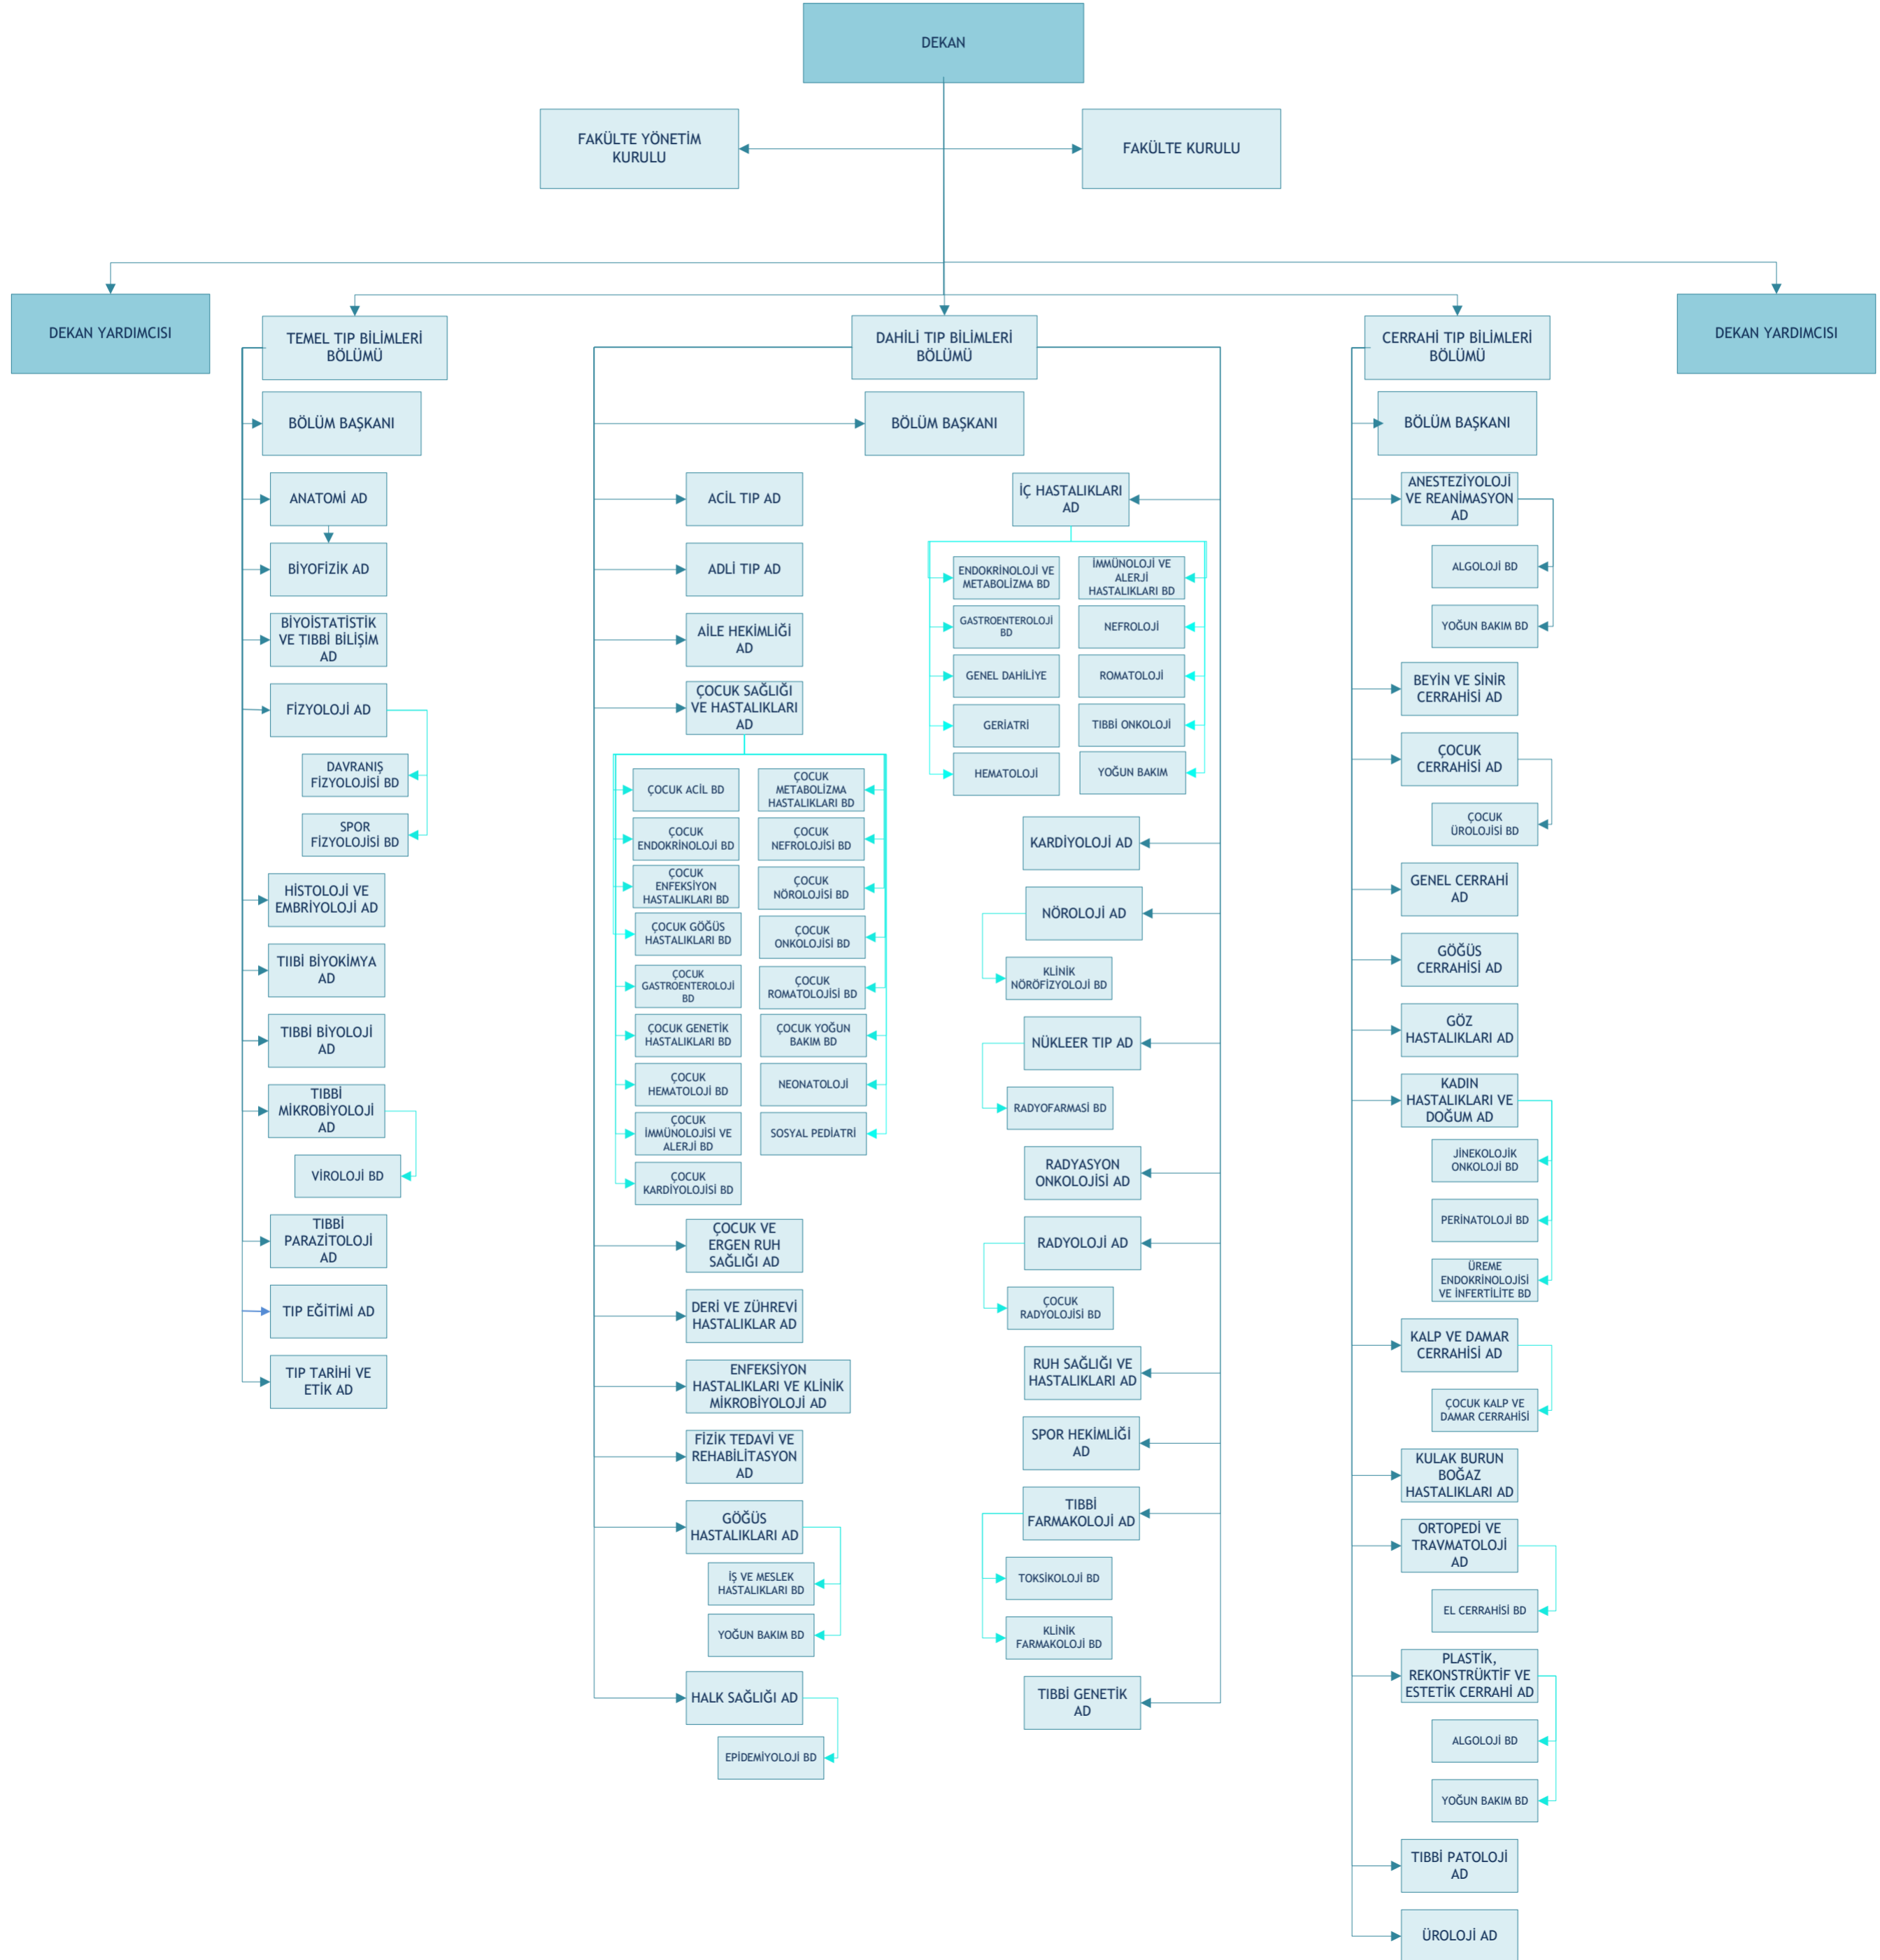 DEKAN
FAKÜLTE YÖNETİM
KURULU
FAKÜLTE KURULU
DEKAN YARDIMCISI
DEKAN YARDIMCISI
TEMEL TIP BİLİMLERİ
BÖLÜMÜ
BÖLÜM BAŞKANI
ANATOMİ AD
BİYOFİZİK AD
BİYOİSTATİSTİK
VE TIBBİ BİLİŞİM
AD
FİZYOLOJİ AD
DAVRANIŞ
FİZYOLOJİSİ BD
SPOR
FİZYOLOJİSİ BD
HİSTOLOJİ VE
EMBRİYOLOJİ AD
TIIBİ BİYOKİMYA
AD
TIBBİ BİYOLOJİ
AD
TIBBİ
MİKROBİYOLOJİ
AD
VİROLOJİ BD
TIBBİ
PARAZİTOLOJİ
AD
TIP EĞİTİMİ AD
TIP TARİHİ VE
ETİK AD
DAHİLİ TIP BİLİMLERİ
BÖLÜMÜ
BÖLÜM BAŞKANI
ACİL TIP AD
ADLİ TIP AD
AİLE HEKİMLİĞİ
AD
ÇOCUK SAĞLIĞI
VE HASTALIKLARI
AD
ÇOCUK ACİL BD
ÇOCUK
ENDOKRİNOLOJİ BD
ÇOCUK
ENFEKSİYON
HASTALIKLARI BD
ÇOCUK GÖĞÜS
HASTALIKLARI BD
ÇOCUK
GASTROENTEROLOJİ
BD
ÇOCUK GENETİK
HASTALIKLARI BD
ÇOCUK
HEMATOLOJİ BD
ÇOCUK
İMMÜNOLOJİSİ VE
ALERJİ BD
ÇOCUK
KARDİYOLOJİSİ BD
ÇOCUK
METABOLİZMA
HASTALIKLARI BD
ÇOCUK
NEFROLOJİSİ BD
ÇOCUK
NÖROLOJİSİ BD
ÇOCUK
ONKOLOJİSİ BD
ÇOCUK
ROMATOLOJİSİ BD
ÇOCUK YOĞUN
BAKIM BD
NEONATOLOJİ
SOSYAL PEDİATRİ
ÇOCUK VE
ERGEN RUH
SAĞLIĞI AD
DERİ VE ZÜHREVİ
HASTALIKLAR AD
ENFEKSİYON
HASTALIKLARI VE KLİNİK
MİKROBİYOLOJİ AD
FİZİK TEDAVİ VE
REHABİLİTASYON
AD
GÖĞÜS
HASTALIKLARI AD
İŞ VE MESLEK
HASTALIKLARI BD
YOĞUN BAKIM BD
HALK SAĞLIĞI AD
EPİDEMİYOLOJİ BD
İÇ HASTALIKLARI
AD
ENDOKRİNOLOJİ VE
METABOLİZMA BD
GASTROENTEROLOJİ
BD
GENEL DAHİLİYE
GERİATRİ
HEMATOLOJİ
İMMÜNOLOJİ VE
ALERJİ
HASTALIKLARI BD
NEFROLOJİ
ROMATOLOJİ
TIBBİ ONKOLOJİ
YOĞUN BAKIM
KARDİYOLOJİ AD
NÖROLOJİ AD
KLİNİK
NÖRÖFİZYOLOJİ BD
NÜKLEER TIP AD
RADYOFARMASİ BD
RADYASYON
ONKOLOJİSİ AD
RADYOLOJİ AD
ÇOCUK
RADYOLOJİSİ BD
RUH SAĞLIĞI VE
HASTALIKLARI AD
SPOR HEKİMLİĞİ
AD
TIBBİ
FARMAKOLOJİ AD
TOKSİKOLOJİ BD
KLİNİK
FARMAKOLOJİ BD
TIBBİ GENETİK
AD
CERRAHİ TIP BİLİMLERİ
BÖLÜMÜ
BÖLÜM BAŞKANI
ANESTEZİYOLOJİ
VE REANİMASYON
AD
ALGOLOJİ BD
YOĞUN BAKIM BD
BEYİN VE SİNİR
CERRAHİSİ AD
ÇOCUK
CERRAHİSİ AD
ÇOCUK
ÜROLOJİSİ BD
GENEL CERRAHİ
AD
GÖĞÜS
CERRAHİSİ AD
GÖZ
HASTALIKLARI AD
KADIN
HASTALIKLARI VE
DOĞUM AD
JİNEKOLOJİK
ONKOLOJİ BD
PERİNATOLOJİ BD
ÜREME
ENDOKRİNOLOJİSİ
VE İNFERTİLİTE BD
KALP VE DAMAR
CERRAHİSİ AD
ÇOCUK KALP VE
DAMAR CERRAHİSİ
KULAK BURUN
BOĞAZ
HASTALIKLARI AD
ORTOPEDİ VE
TRAVMATOLOJİ
AD
EL CERRAHİSİ BD
PLASTİK,
REKONSTRÜKTİF VE
ESTETİK CERRAHİ AD
ALGOLOJİ BD
YOĞUN BAKIM BD
TIBBİ PATOLOJİ
AD
ÜROLOJİ AD